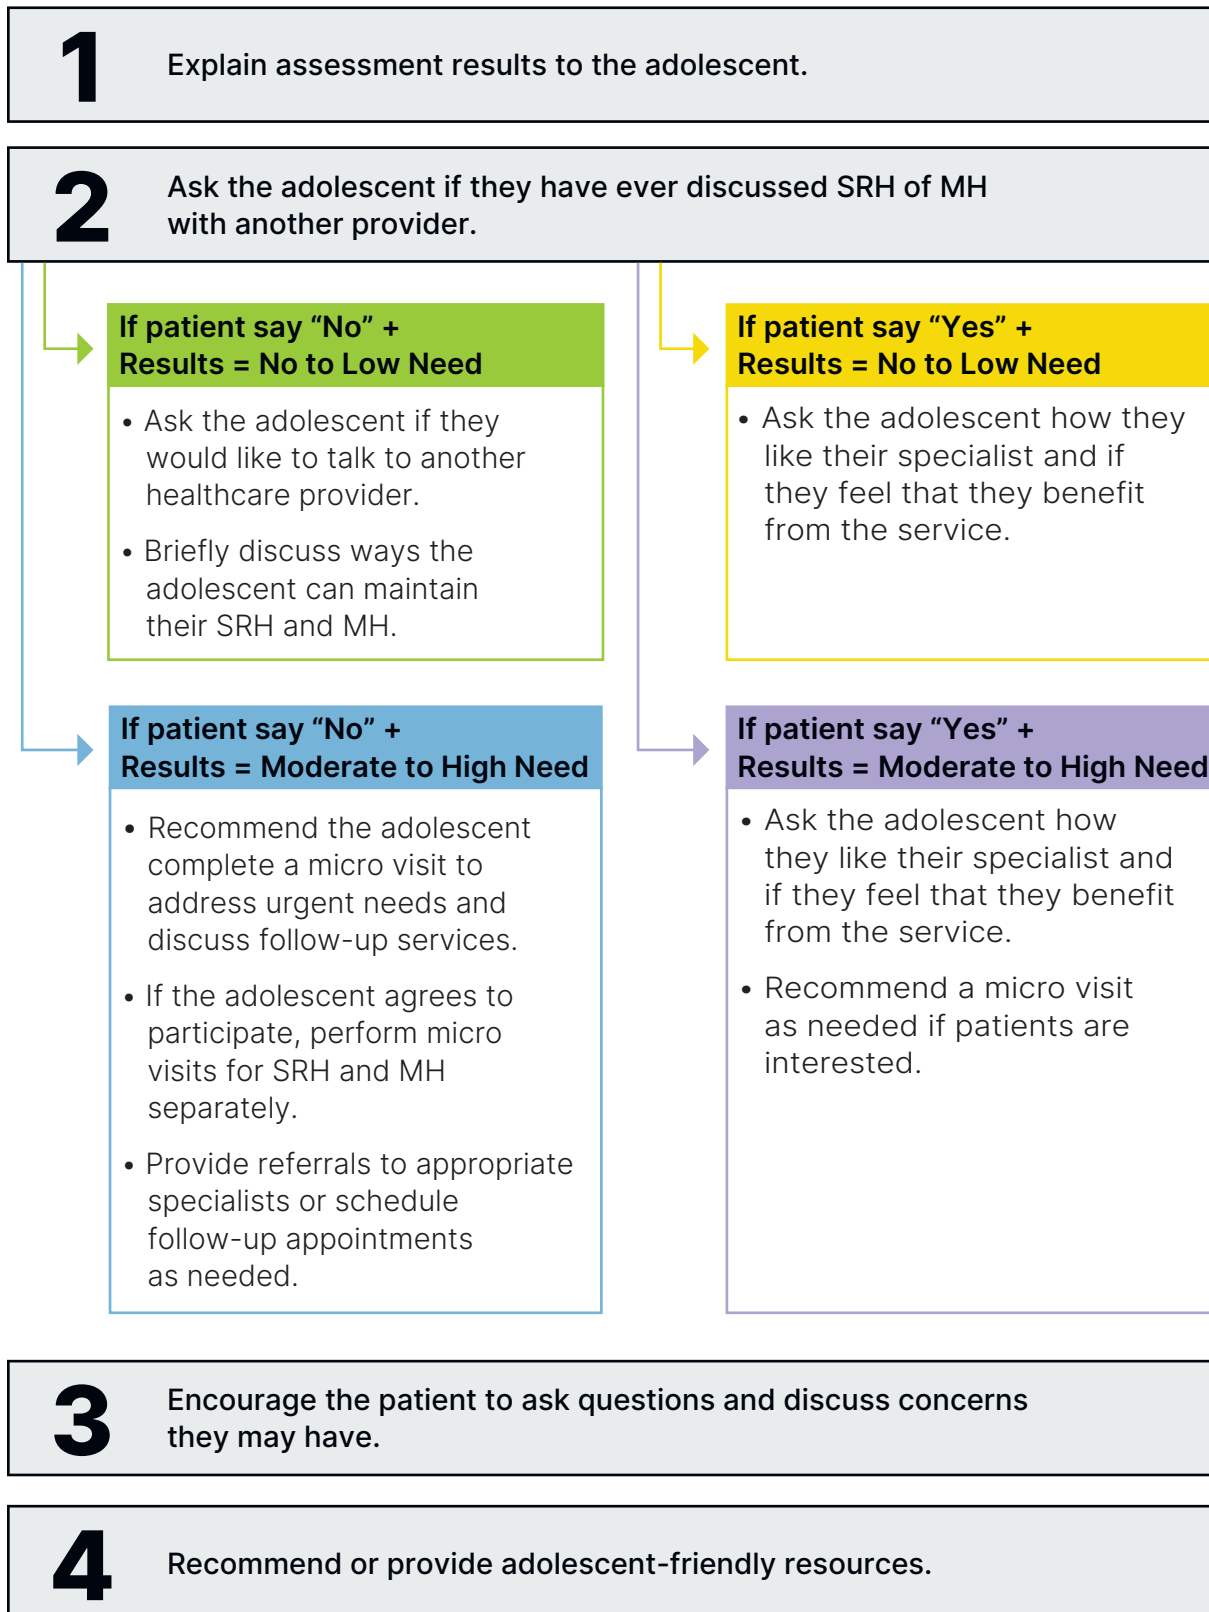 1
Explain assessment results to the adolescent.
2
Ask the adolescent if they have ever discussed SRH of MH
with another provider.
If patient say “No” +
Results = No to Low Need
• Ask the adolescent if they
would like to talk to another
healthcare provider.
• Briefly discuss ways the
adolescent can maintain
their SRH and MH.
If patient say “Yes” +
Results = No to Low Need
• Ask the adolescent how they
like their specialist and if
they feel that they benefit
from the service.
If patient say “No” +
Results = Moderate to High Need
• Recommend the adolescent
complete a micro visit to
address urgent needs and
discuss follow-up services.
• If the adolescent agrees to
participate, perform micro
visits for SRH and MH
separately.
• Provide referrals to appropriate
specialists or schedule
follow-up appointments
as needed.
If patient say “Yes” +
Results = Moderate to High Need
• Ask the adolescent how
they like their specialist and
if they feel that they benefit
from the service.
• Recommend a micro visit
as needed if patients are
interested.
3
Encourage the patient to ask questions and discuss concerns
they may have.
4
Recommend or provide adolescent-friendly resources.